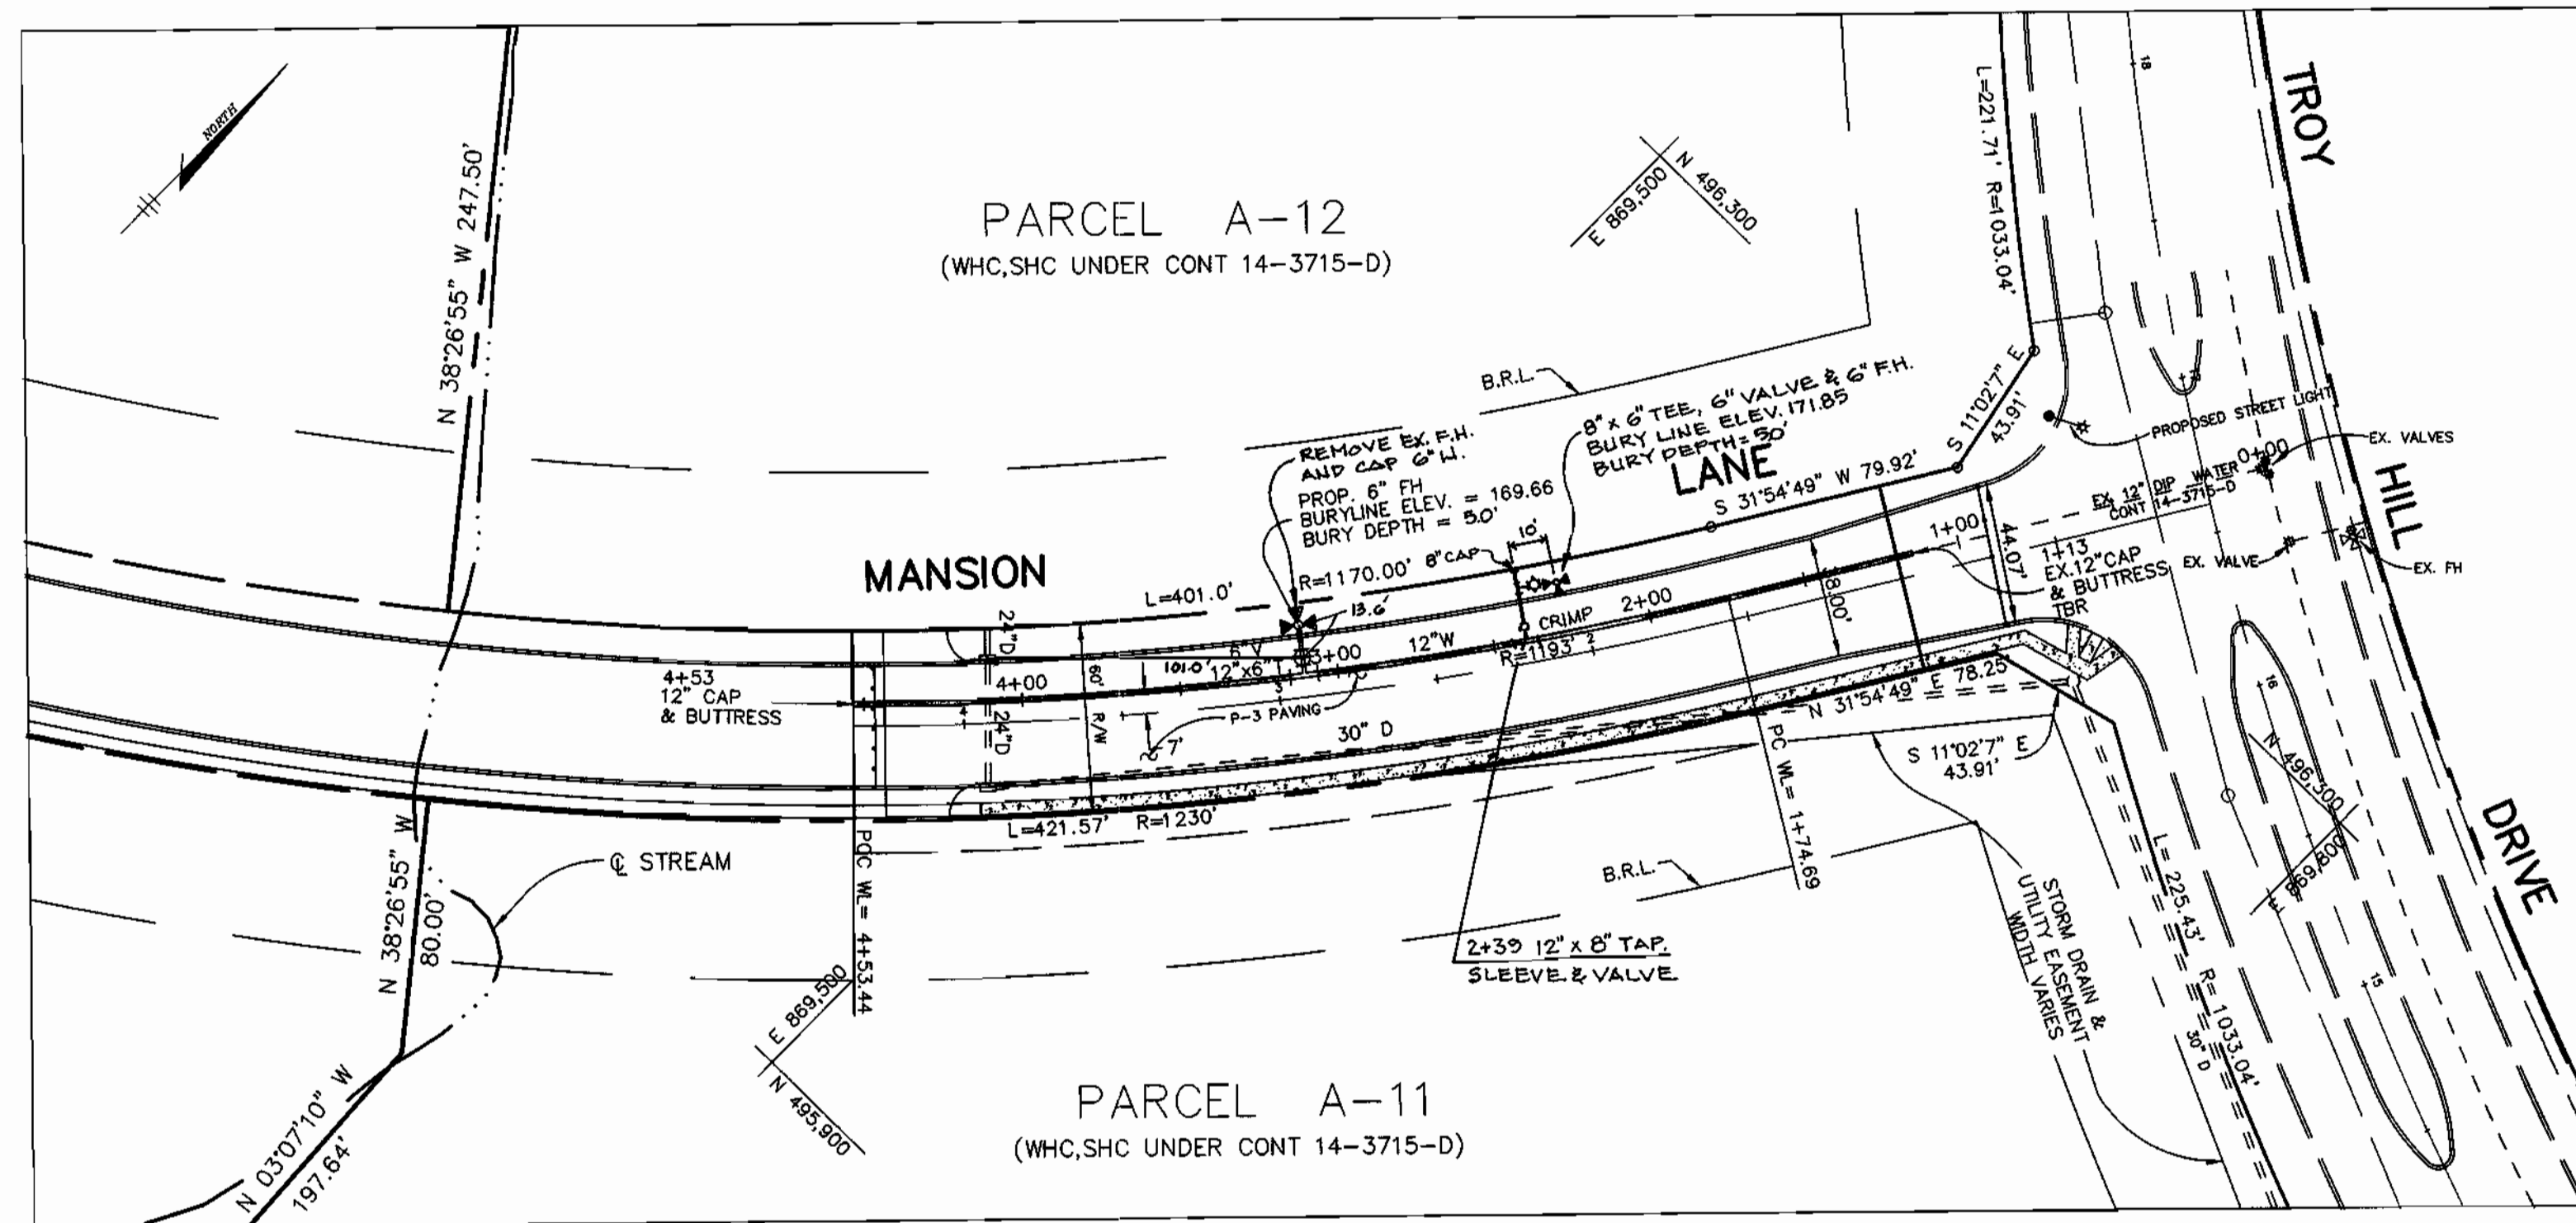 NORTH
N 38°26'55" W 247.50'
PARCEL A-12
(WHC,SHC UNDER CONT 14-3715-D)
E 869,500
N 496,300
L=221.71' R=1033.04'
18
TROY
HILL
DRIVE
B.R.L.
8" x 6" TEE, 6" VALVE & 6" F.H.
BURY LINE ELEV. 171.85
BURY DEPTH = 50'
REMOVE EX. F.H.
AND CAP 6" W.
PROP. 6" FH
BURYLINE ELEV. = 169.66
BURY DEPTH = 5.0'
MANSION
LANE
S 31°54'49" W 79.92'
S 11°02'7" E
43.91'
PROPOSED STREET LIGHT
0+00
EX. VALVES
EX. 12" DIP WATER
CONT 14-3715-D
EX. VALVE
EX. FH
1+00
1+13
EX.12"CAP
& BUTTRESS
TBR
44.07'
L=401.0'
R=1170.00'
8" CAP
10'
13.6'
CRIMP
2+00
12"W
3+00
R=1193'
2
101.0'
12"x6"
3
24"D
60'
R/W
4+00
4
24"D
4+53
12" CAP
& BUTTRESS
P-3 PAVING
7'
30" D
N 31°54'49" E 78.25'
S 11°02'7" E
43.91'
PC WL= 1+74.69
L=421.57' R=1230'
POC WL= 4+53.44
℄ STREAM
N 38°26'55" W
80.00'
N 03°07'10" W
197.64'
B.R.L.
2+39 12" x 8" TAP.
SLEEVE & VALVE
E 869,500
N 495,900
PARCEL A-11
(WHC,SHC UNDER CONT 14-3715-D)
STORM DRAIN &
UTILITY EASEMENT
WIDTH VARIES
L= 225.43' R= 1033.04'
30" D
16
N 496,300
E 869,800
15